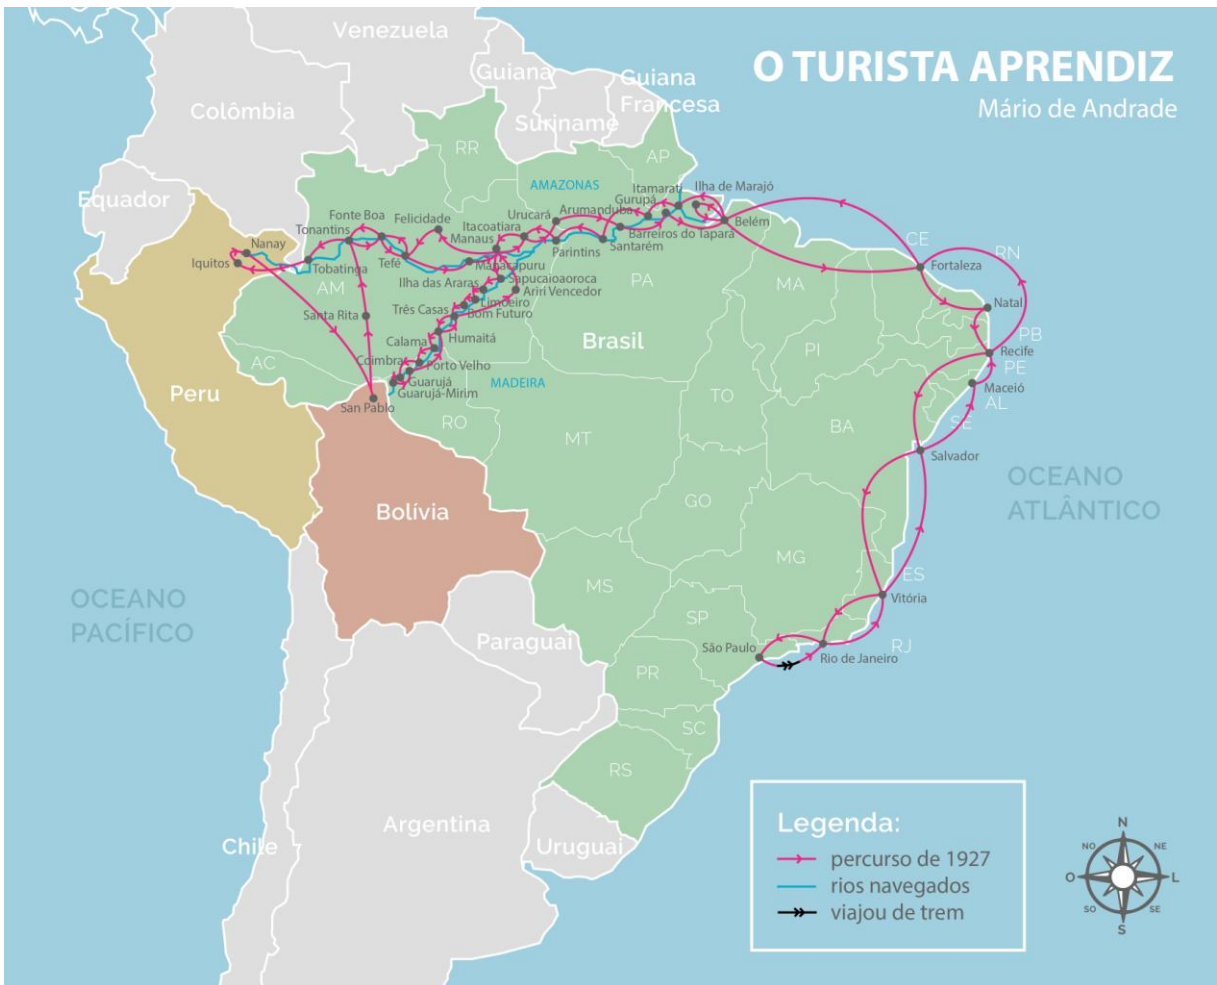 O TURISTA APRENDIZ
Mário de Andrade
Venezuela
Guiana
Guiana
Francesa
Suriname
Colômbia
Equador
RR
AP
AMAZONAS
Itamarati
Ilha de Marajó
Gurupá
Arumanduba
Urucará
Belém
Fonte Boa
Felicidade
Itacoatiara
Tonantins
Manaus
Barreiros do Tapará
Santarém
Parintins
Nanay
Iquitos
Tobatinga
Tefé
Manacapuru
Ilha das Araras
Sapucaioaoroca
Ariri Vencedor
AM
PA
MA
CE
RN
Fortaleza
Natal
Limoeiro
Três Casas
Bom Futuro
Santa Rita
Humaitá
Calama
Brasil
PI
PB
Recife
PE
Coimbra
Porto Velho
AC
Guarujá
MADEIRA
Guarujá-Mirim
Peru
San Pablo
TO
Maceió
AL
SE
RO
MT
BA
Salvador
OCEANO
ATLÂNTICO
Bolívia
GO
MG
ES
Vitória
MS
OCEANO
PACÍFICO
SP
São Paulo
Rio de Janeiro
RJ
Paraguai
PR
SC
RS
Argentina
Chile
Uruguai
Legenda:
percurso de 1927
rios navegados
viajou de trem
N
NO
NE
O
L
SO
SE
S